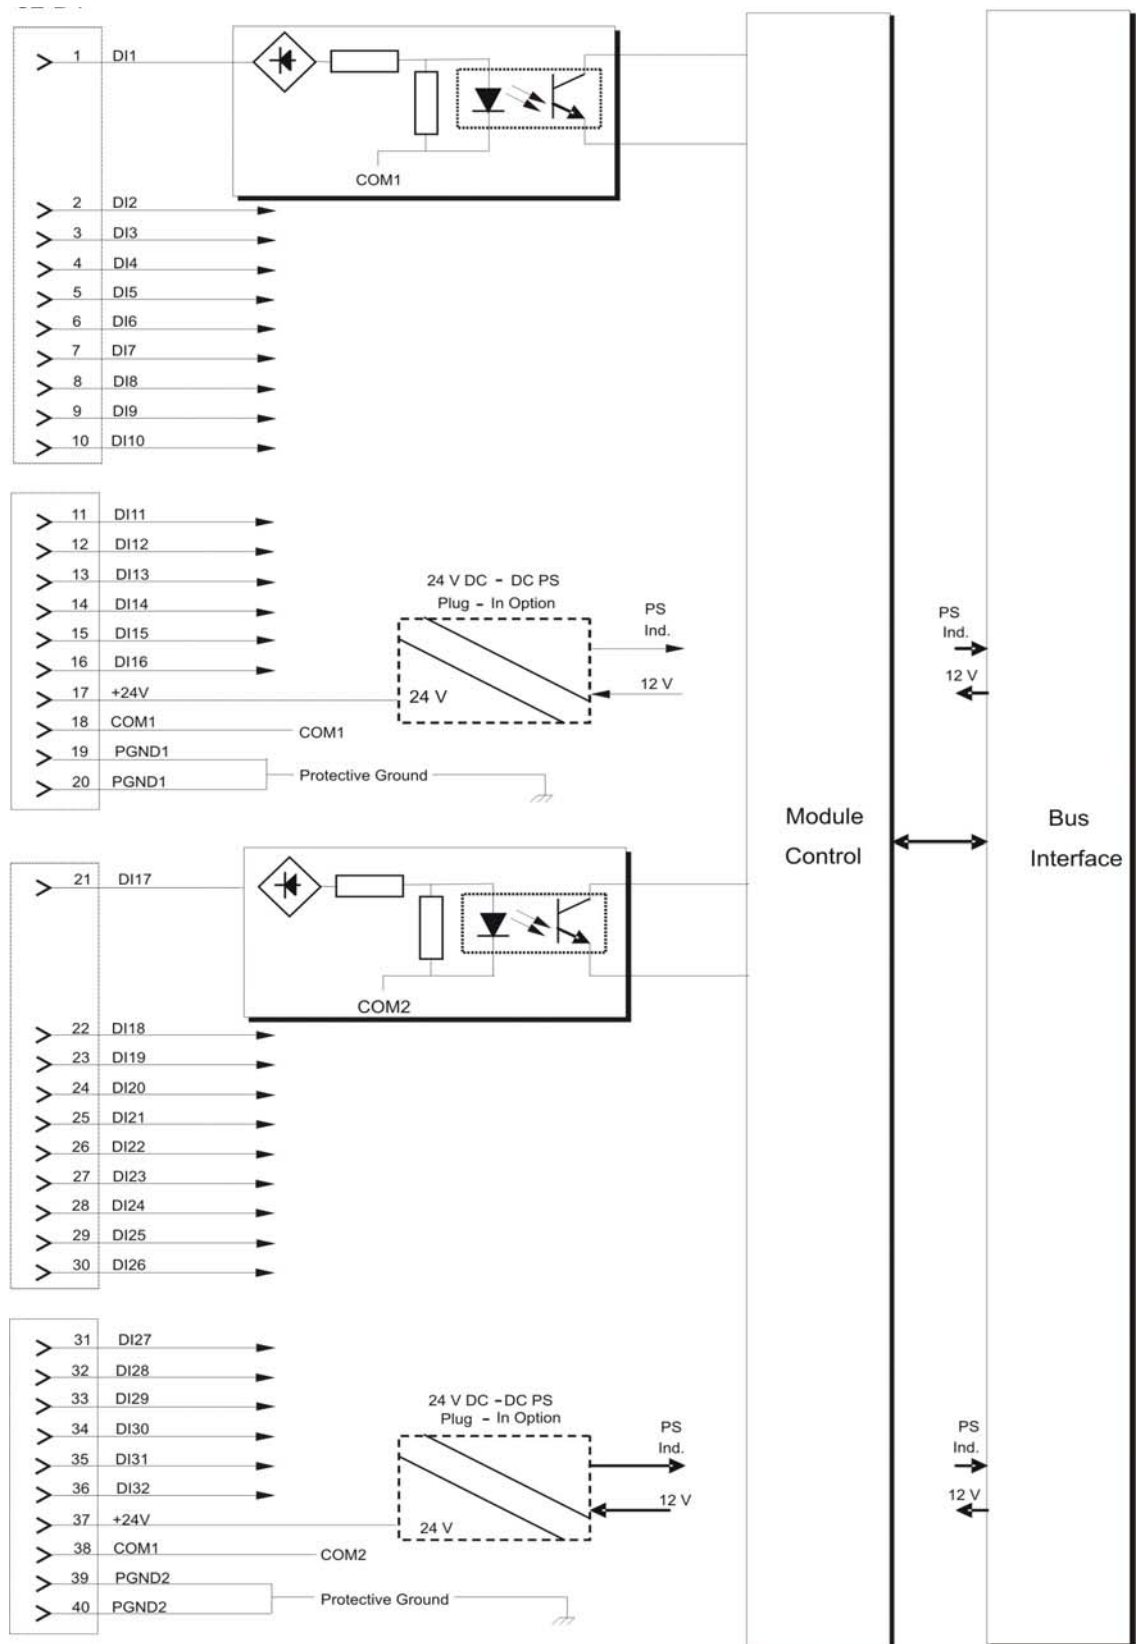 1 DI1
COM1
2 DI2
3 DI3
4 DI4
5 DI5
6 DI6
7 DI7
8 DI8
9 DI9
10 DI10
11 DI11
12 DI12
13 DI13
14 DI14
15 DI15
16 DI16
17 +24V
18 COM1
COM1
19 PGND1
20 PGND1
Protective Ground
24 V DC - DC PS
Plug - In Option
24 V
PS
Ind.
12 V
PS
Ind.
12 V
Module
Control
Bus
Interface
21 DI17
COM2
22 DI18
23 DI19
24 DI20
25 DI21
26 DI22
27 DI23
28 DI24
29 DI25
30 DI26
31 DI27
32 DI28
33 DI29
34 DI30
35 DI31
36 DI32
37 +24V
38 COM1
COM2
39 PGND2
40 PGND2
Protective Ground
24 V DC - DC PS
Plug - In Option
24 V
PS
Ind.
12 V
PS
Ind.
12 V